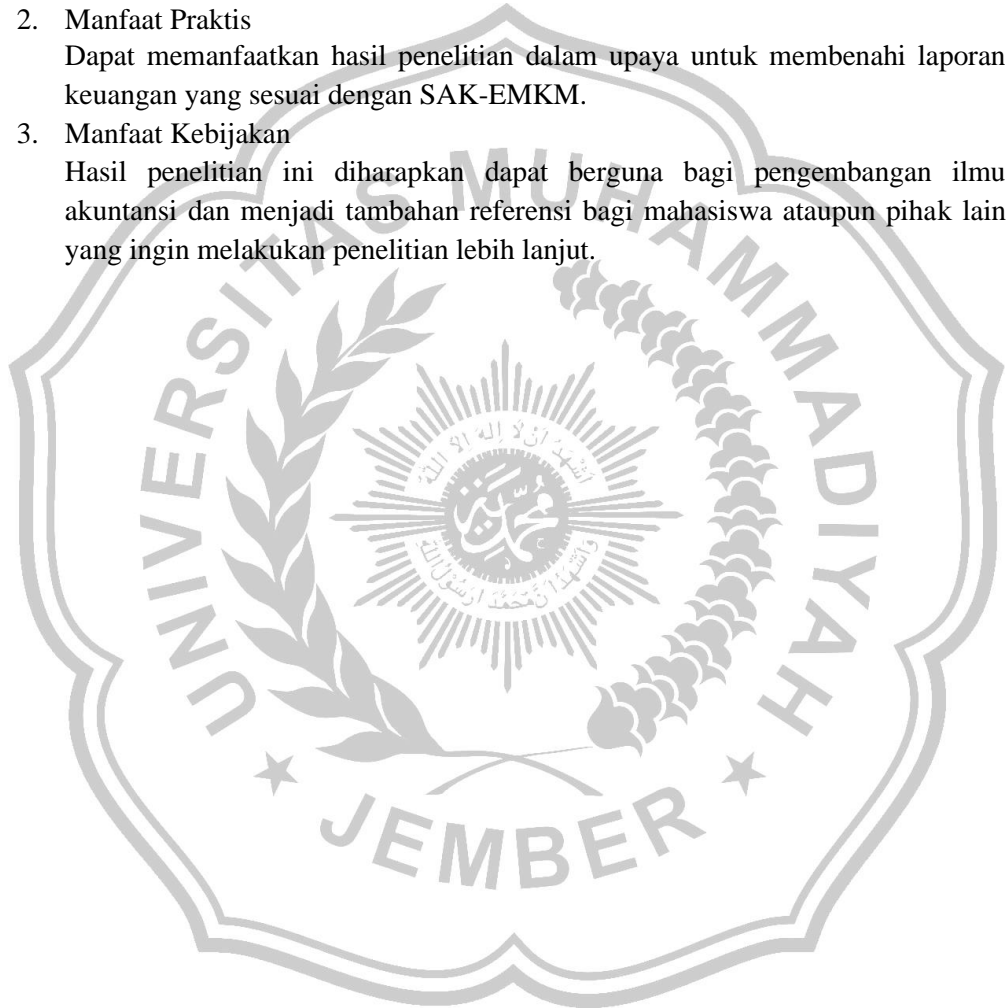 2. Manfaat Praktis
Dapat memanfaatkan hasil penelitian dalam upaya untuk membenahi laporan
keuangan yang sesuai dengan SAK-EMKM.
3. Manfaat Kebijakan
Hasil penelitian ini diharapkan dapat berguna bagi pengembangan ilmu
akuntansi dan menjadi tambahan referensi bagi mahasiswa ataupun pihak lain
yang ingin melakukan penelitian lebih lanjut.
UNIVERSITAS MUHAMMADIYAH
JEMBER